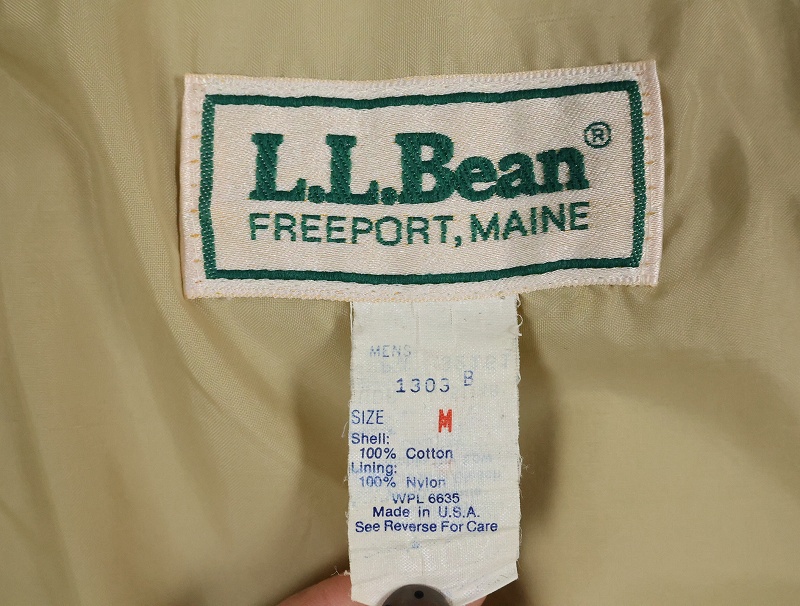 L.L.Bean®
FREEPORT, MAINE
MENS
1303 B
SIZE M
Shell:
100% Cotton
Lining:
100% Nylon
WPL 6635
Made in U.S.A.
See Reverse For Care